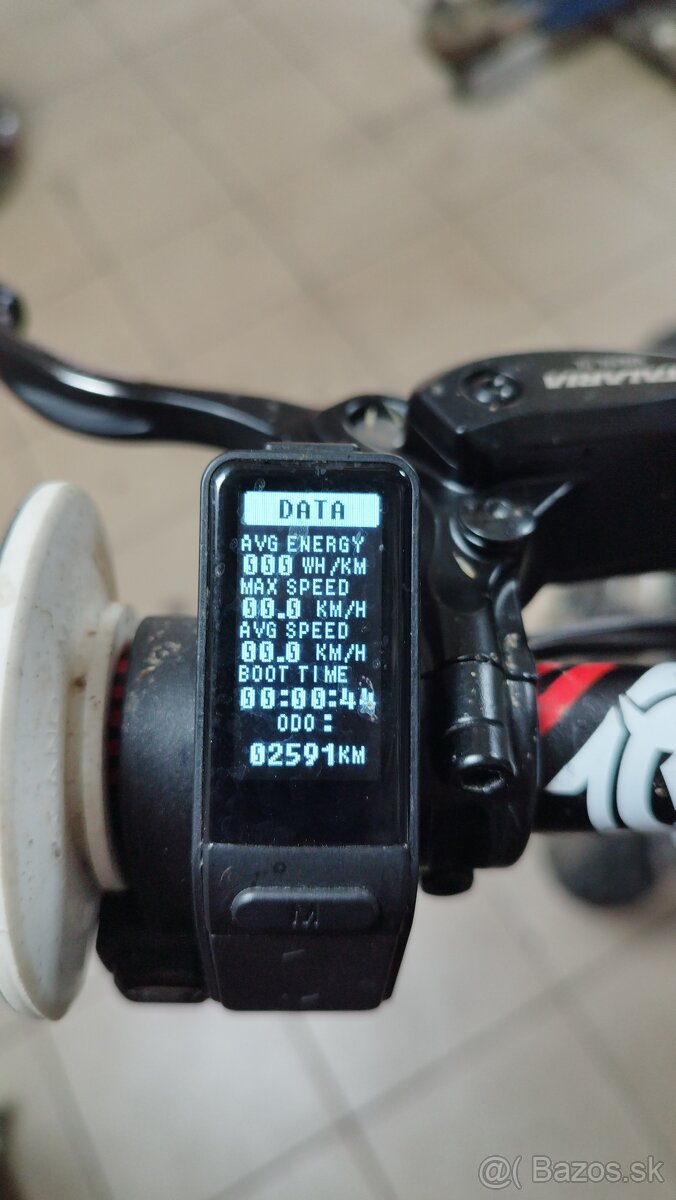 TALARIA
DATA
AVG ENERGY
000 WH/KM
MAX SPEED
00.0 KM/H
AVG SPEED
00.0 KM/H
BOOT TIME
00:00:44
ODO:
02591KM
M
@( Bazos.sk